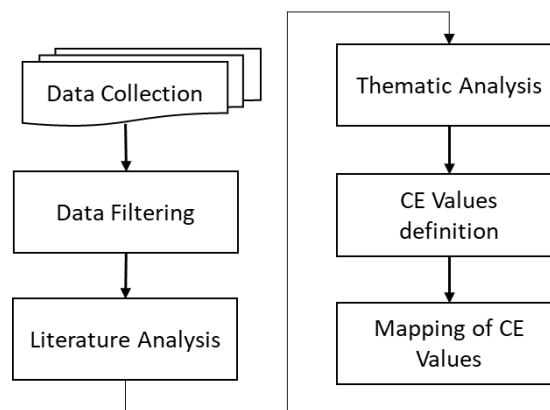 Data Collection
Data Filtering
Literature Analysis
Thematic Analysis
CE Values
definition
Mapping of CE
Values